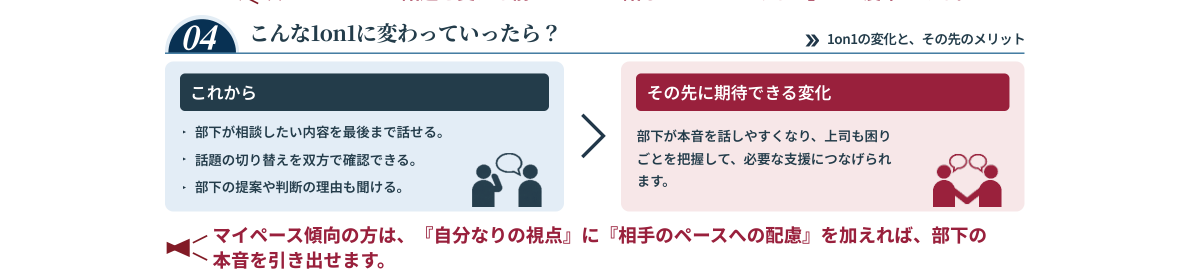 04 こんな1on1に変わっていったら？
1on1の変化と、その先のメリット
これから
・ 部下が相談したい内容を最後まで話せる。
・ 話題の切り替えを双方で確認できる。
・ 部下の提案や判断の理由も聞ける。
その先に期待できる変化
部下が本音を話しやすくなり、上司も困り
ごとを把握して、必要な支援につなげられ
ます。
マイペース傾向の方は、『自分なりの視点』に『相手のペースへの配慮』を加えれば、部下の
本音を引き出せます。